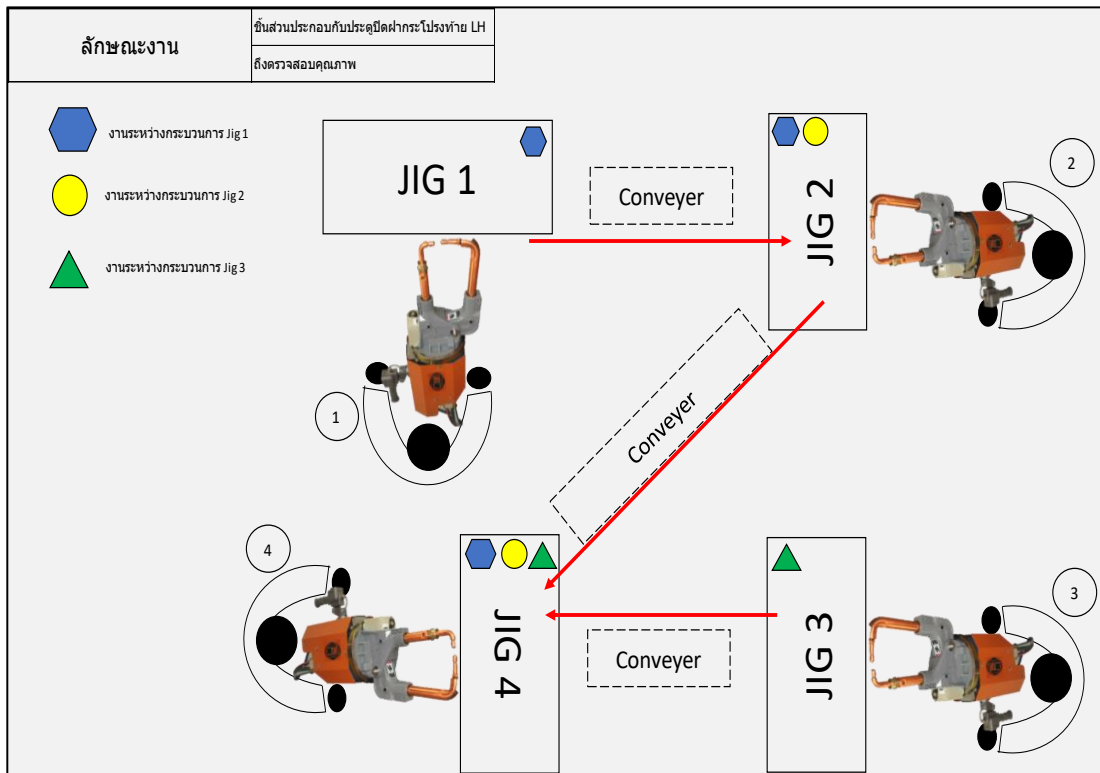 ลักษณะงาน
ชิ้นส่วนประกอบกับประตูปิดฝากระโปรงท้าย LH
ถึงตรวจสอบคุณภาพ
งานระหว่างกระบวนการ Jig 1
งานระหว่างกระบวนการ Jig 2
งานระหว่างกระบวนการ Jig 3
JIG 1
Conveyer
JIG 2
2
1
Conveyer
4
JIG 4
Conveyer
JIG 3
3